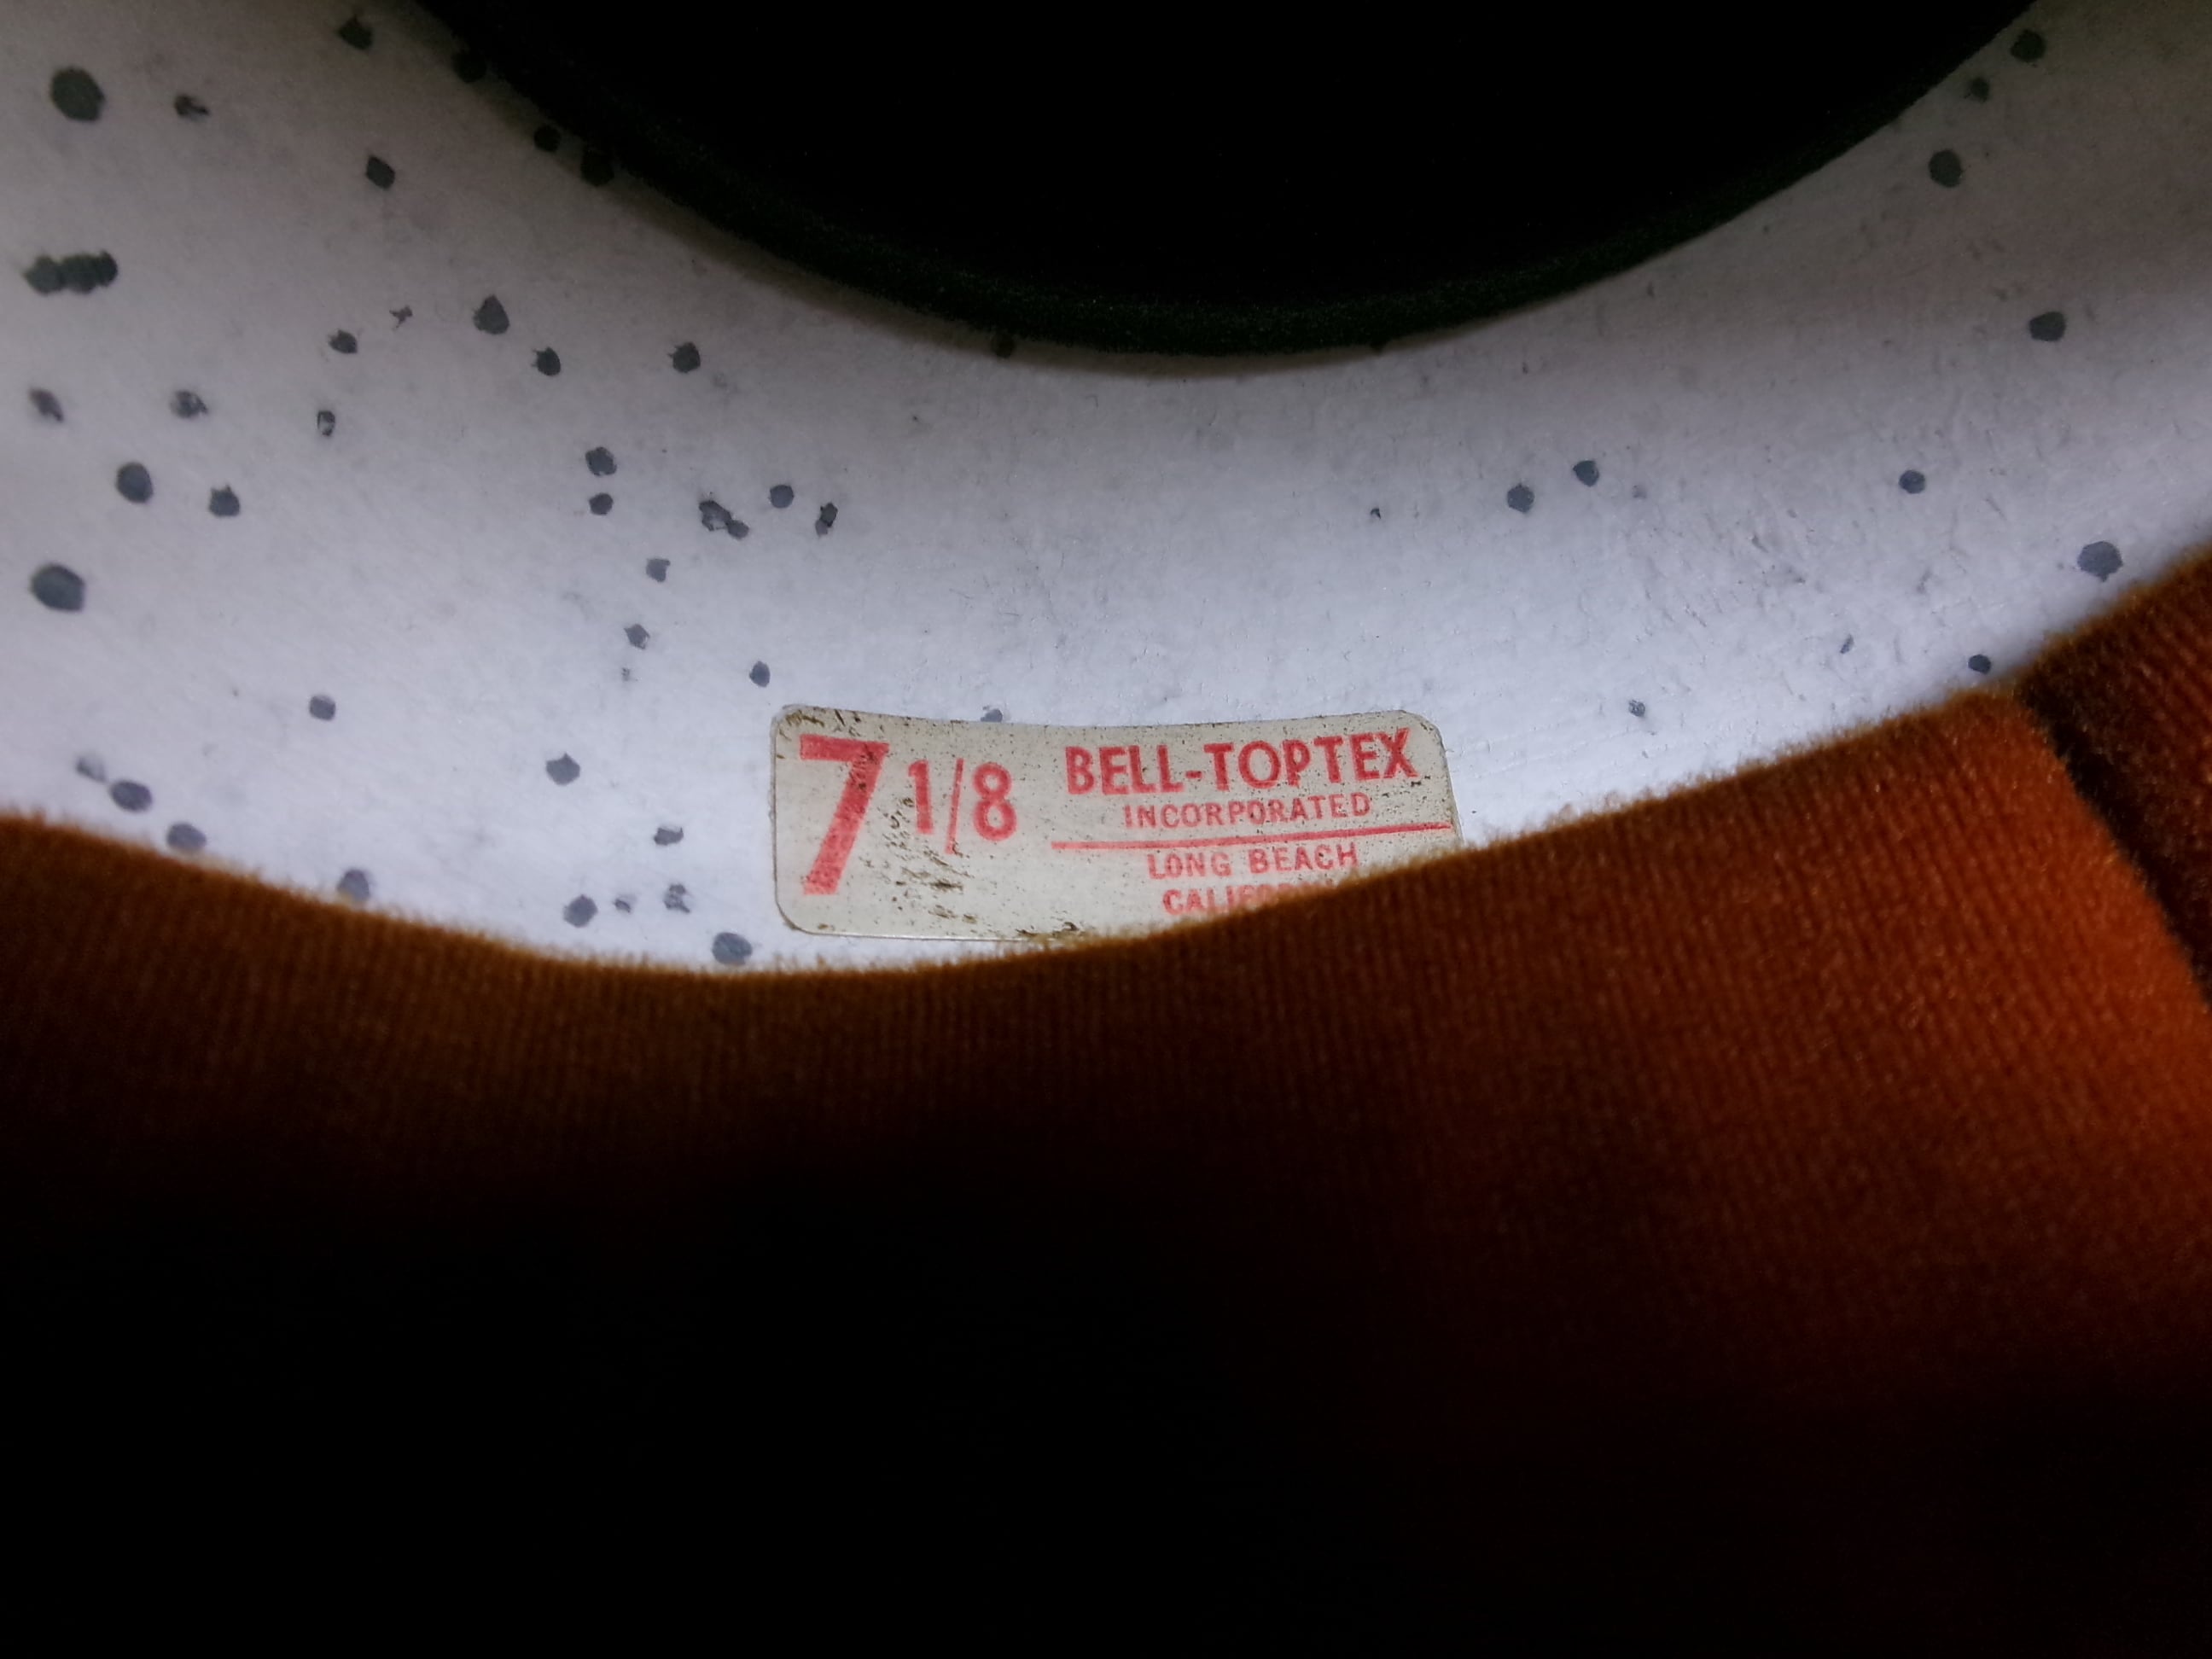 7 1/8
BELL-TOPTEX
INCORPORATED
LONG BEACH